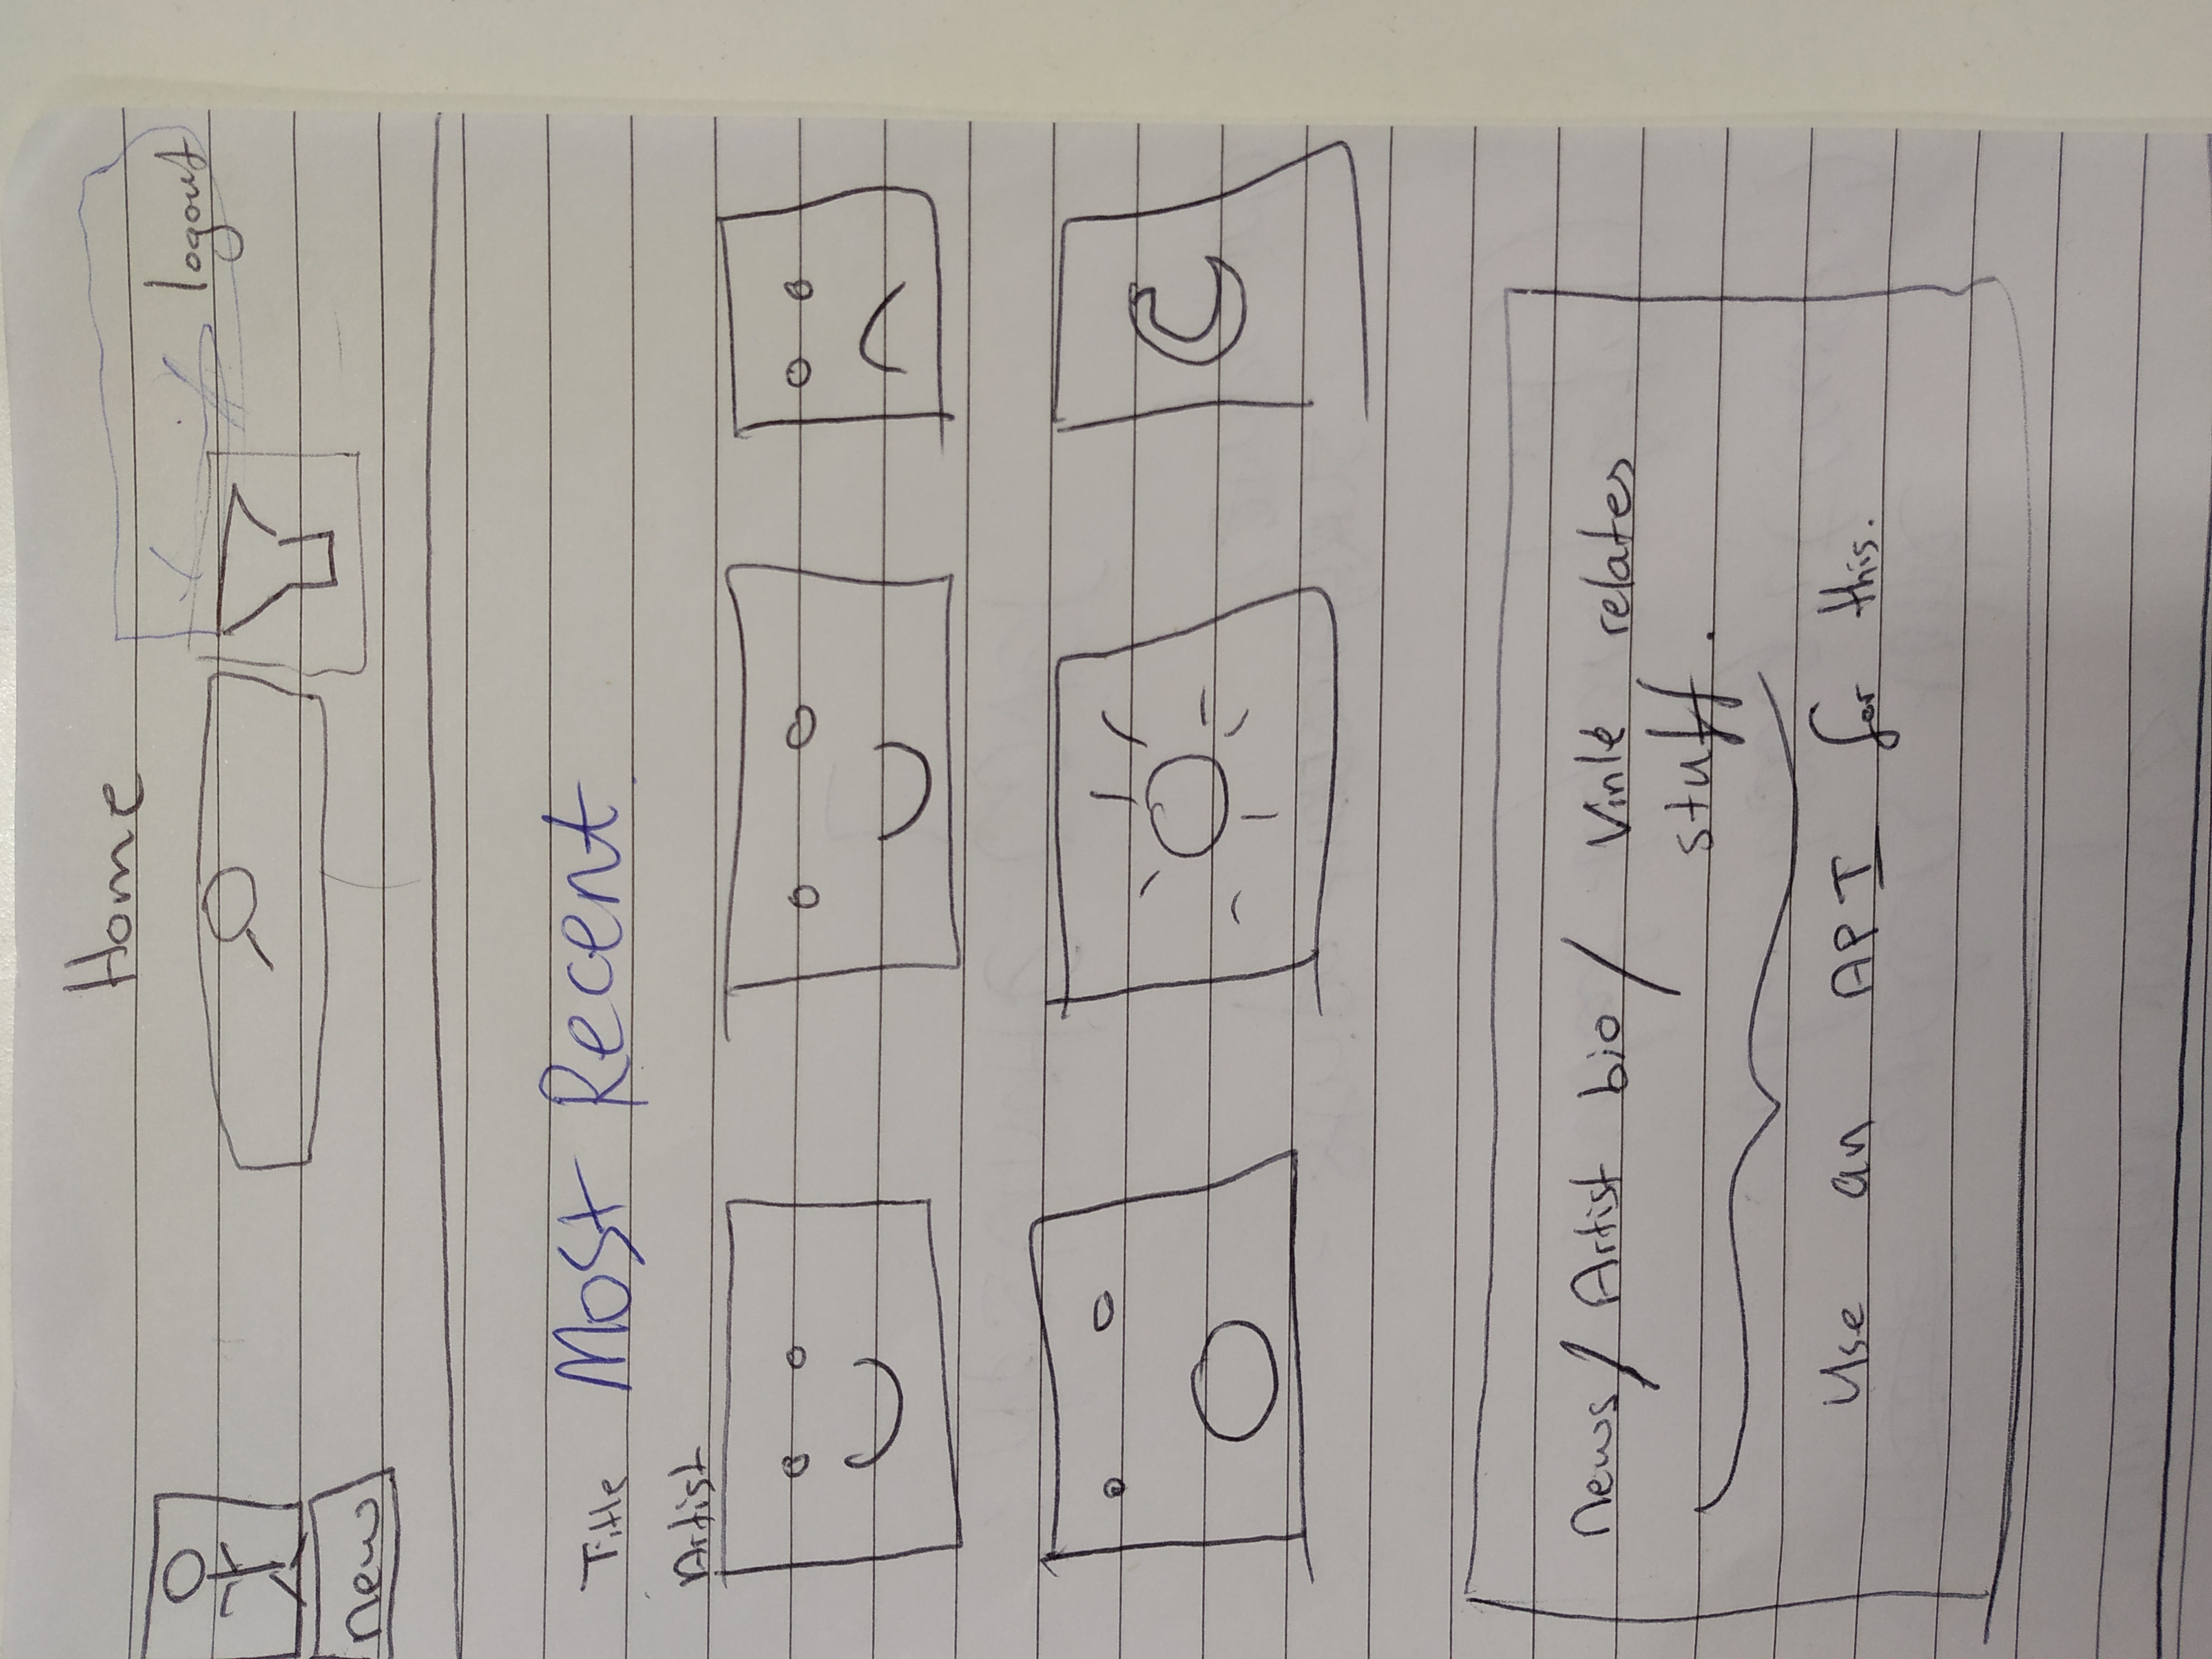 Home
logout
new
Title Most Recent
Artist
news/ Artist bio/ Vinlé relates
stuff.
Use an API for this.